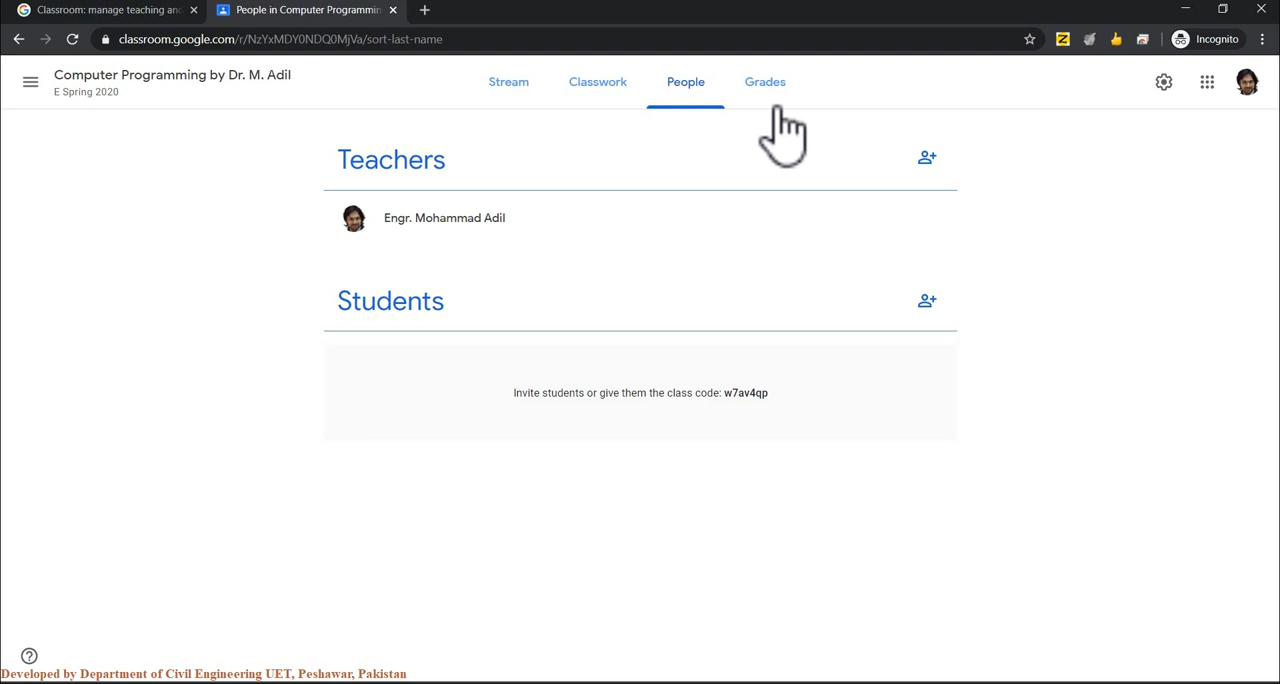 Classroom: manage teaching and
People in Computer Programmin
classroom.google.com/r/NzYxMDY0NDQ0MjVa/sort-last-name
Incognito
Computer Programming by Dr. M. Adil
E Spring 2020
Stream
Classwork
People
Grades
Teachers
Engr. Mohammad Adil
Students
Invite students or give them the class code: w7av4qp
Developed by Department of Civil Engineering UET, Peshawar, Pakistan